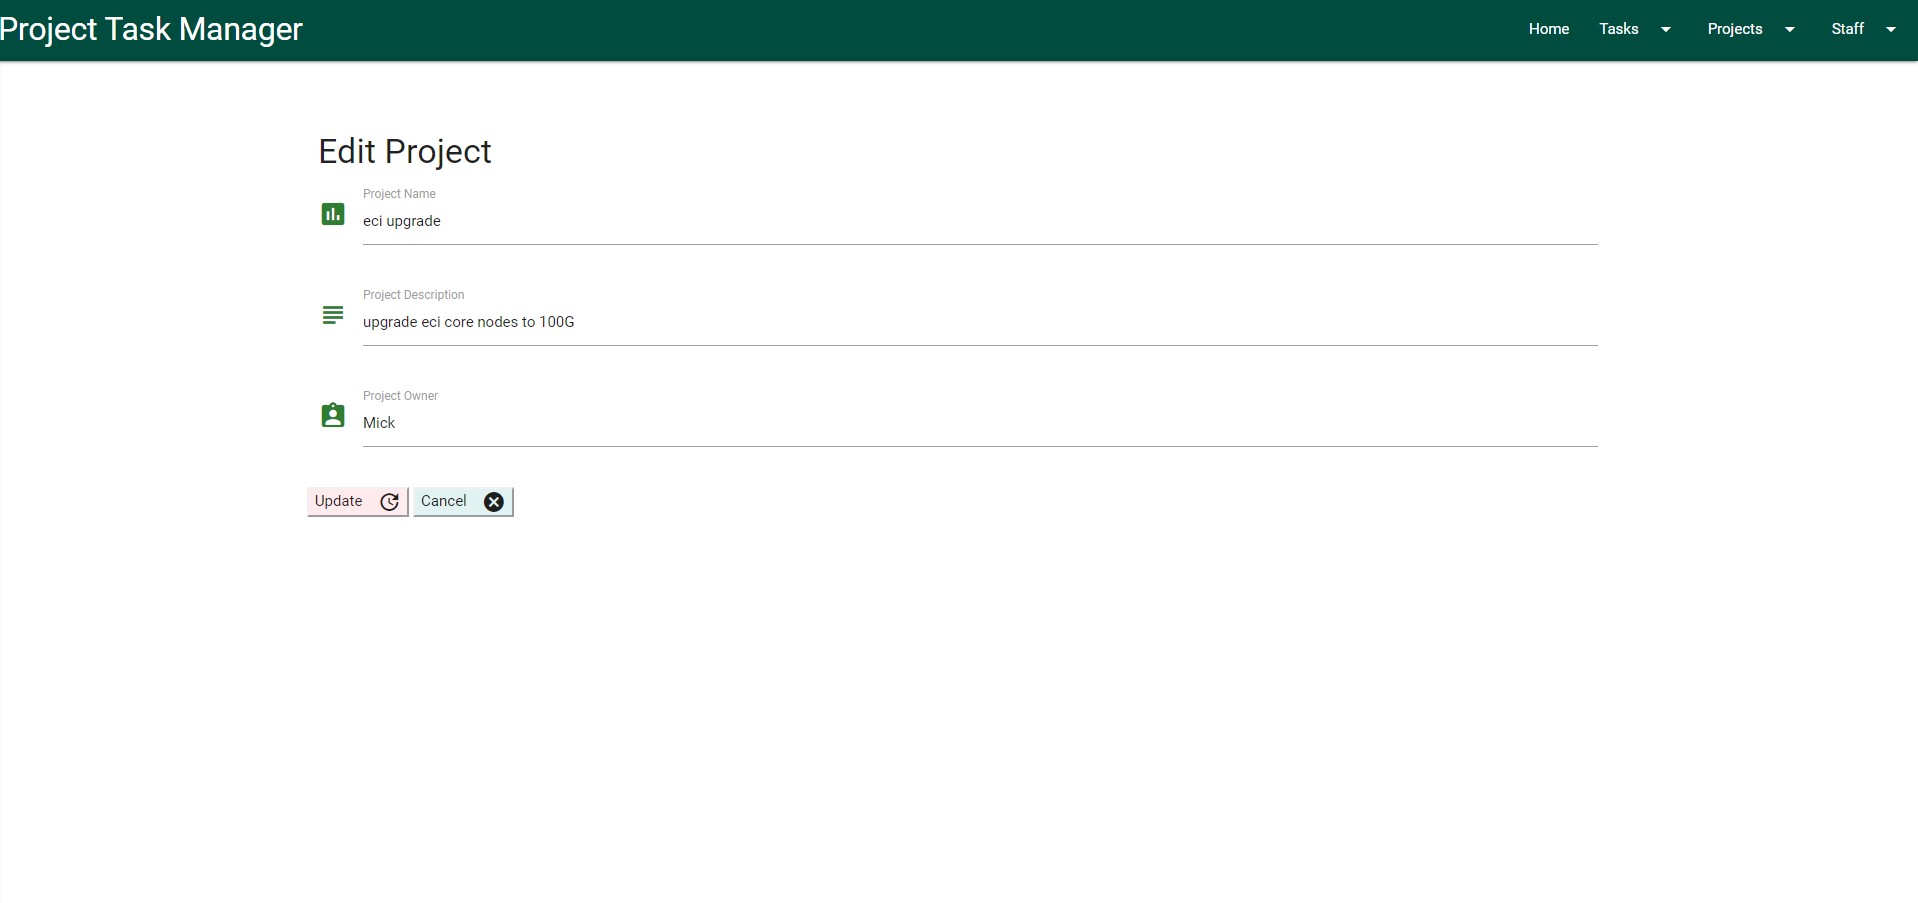 Project Task Manager
Home Tasks Projects Staff
Edit Project
Project Name
eci upgrade
Project Description
upgrade eci core nodes to 100G
Project Owner
Mick
Update Cancel